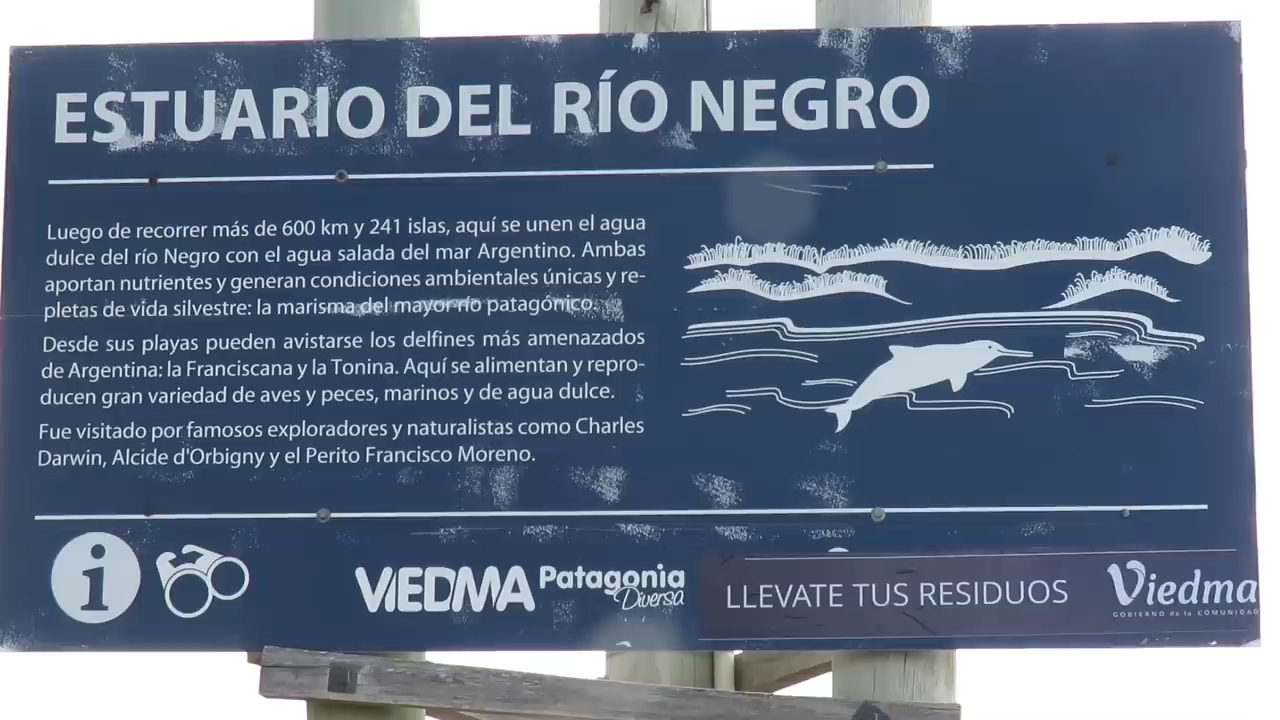 ESTUARIO DEL RÍO NEGRO
Luego de recorrer más de 600 km y 241 islas, aquí se unen el agua
dulce del río Negro con el agua salada del mar Argentino. Ambas
aportan nutrientes y generan condiciones ambientales únicas y re-
pletas de vida silvestre: la marisma del mayor río patagónico.
Desde sus playas pueden avistarse los delfines más amenazados
de Argentina: la Franciscana y la Tonina. Aquí se alimentan y repro-
ducen gran variedad de aves y peces, marinos y de agua dulce.
Fue visitado por famosos exploradores y naturalistas como Charles
Darwin, Alcide d'Orbigny y el Perito Francisco Moreno.
i
VIEDMA Patagonia
Diversa
LLEVATE TUS RESIDUOS
Viedma
GOBIERNO de la COMUNIDAD